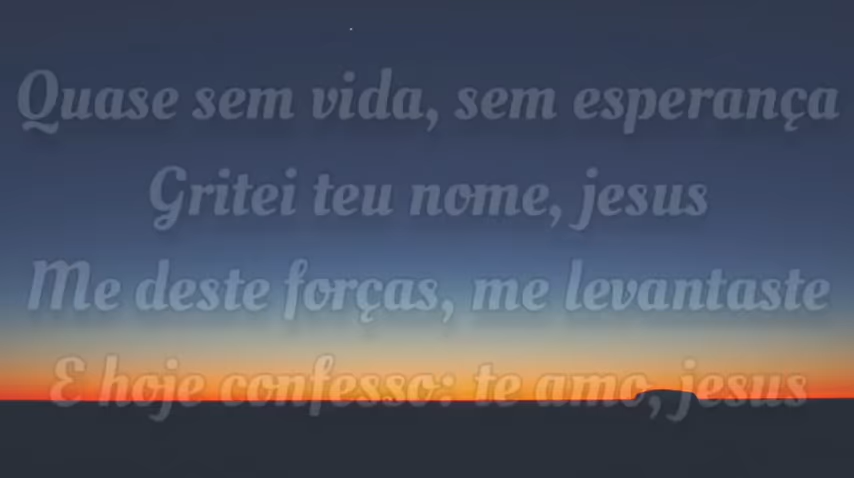 Quase sem vida, sem esperança
Gritei teu nome, jesus
Me deste forças, me levantaste
E hoje confesso: te amo, jesus